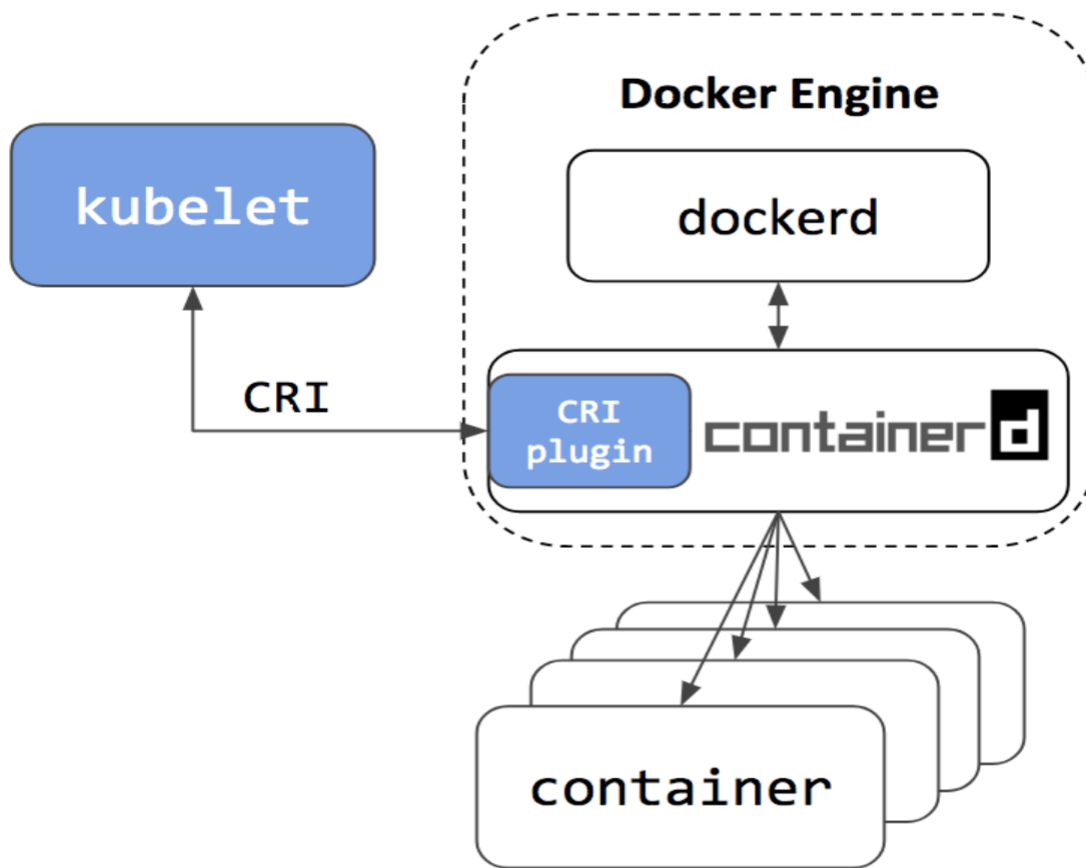 Docker Engine
kubelet
dockerd
CRI
CRI
plugin
containerd
container